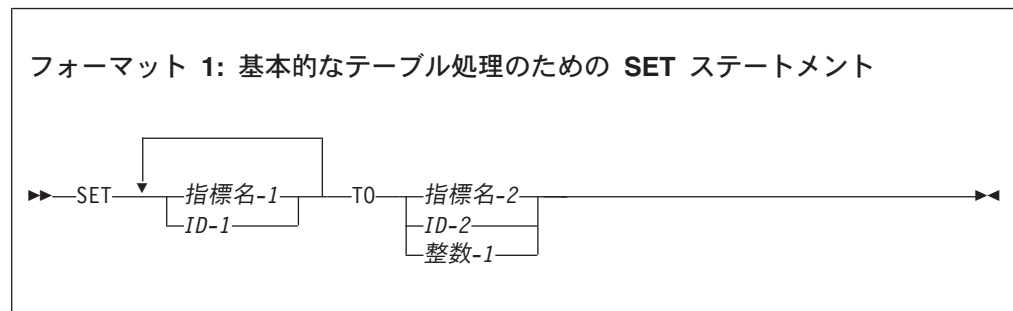 フォーマット 1: 基本的なテーブル処理のための SET ステートメント
SET 指標名-1 TO 指標名-2
ID-1 ID-2
整数-1